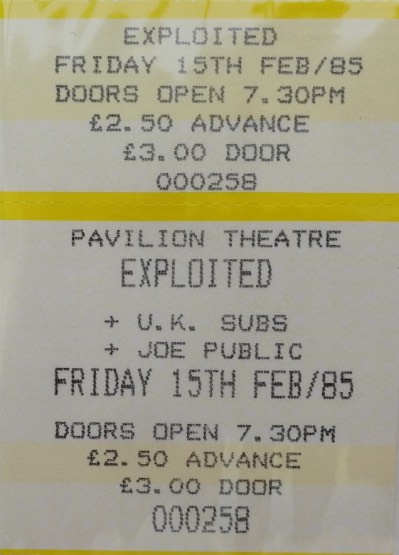 EXPLOITED
FRIDAY 15TH FEB/85
DOORS OPEN 7.30PM
£2.50 ADVANCE
£3.00 DOOR
000258
PAVILION THEATRE
EXPLOITED
+ U.K. SUBS
+ JOE PUBLIC
FRIDAY 15TH FEB/85
DOORS OPEN 7.30PM
£2.50 ADVANCE
£3.00 DOOR
000258